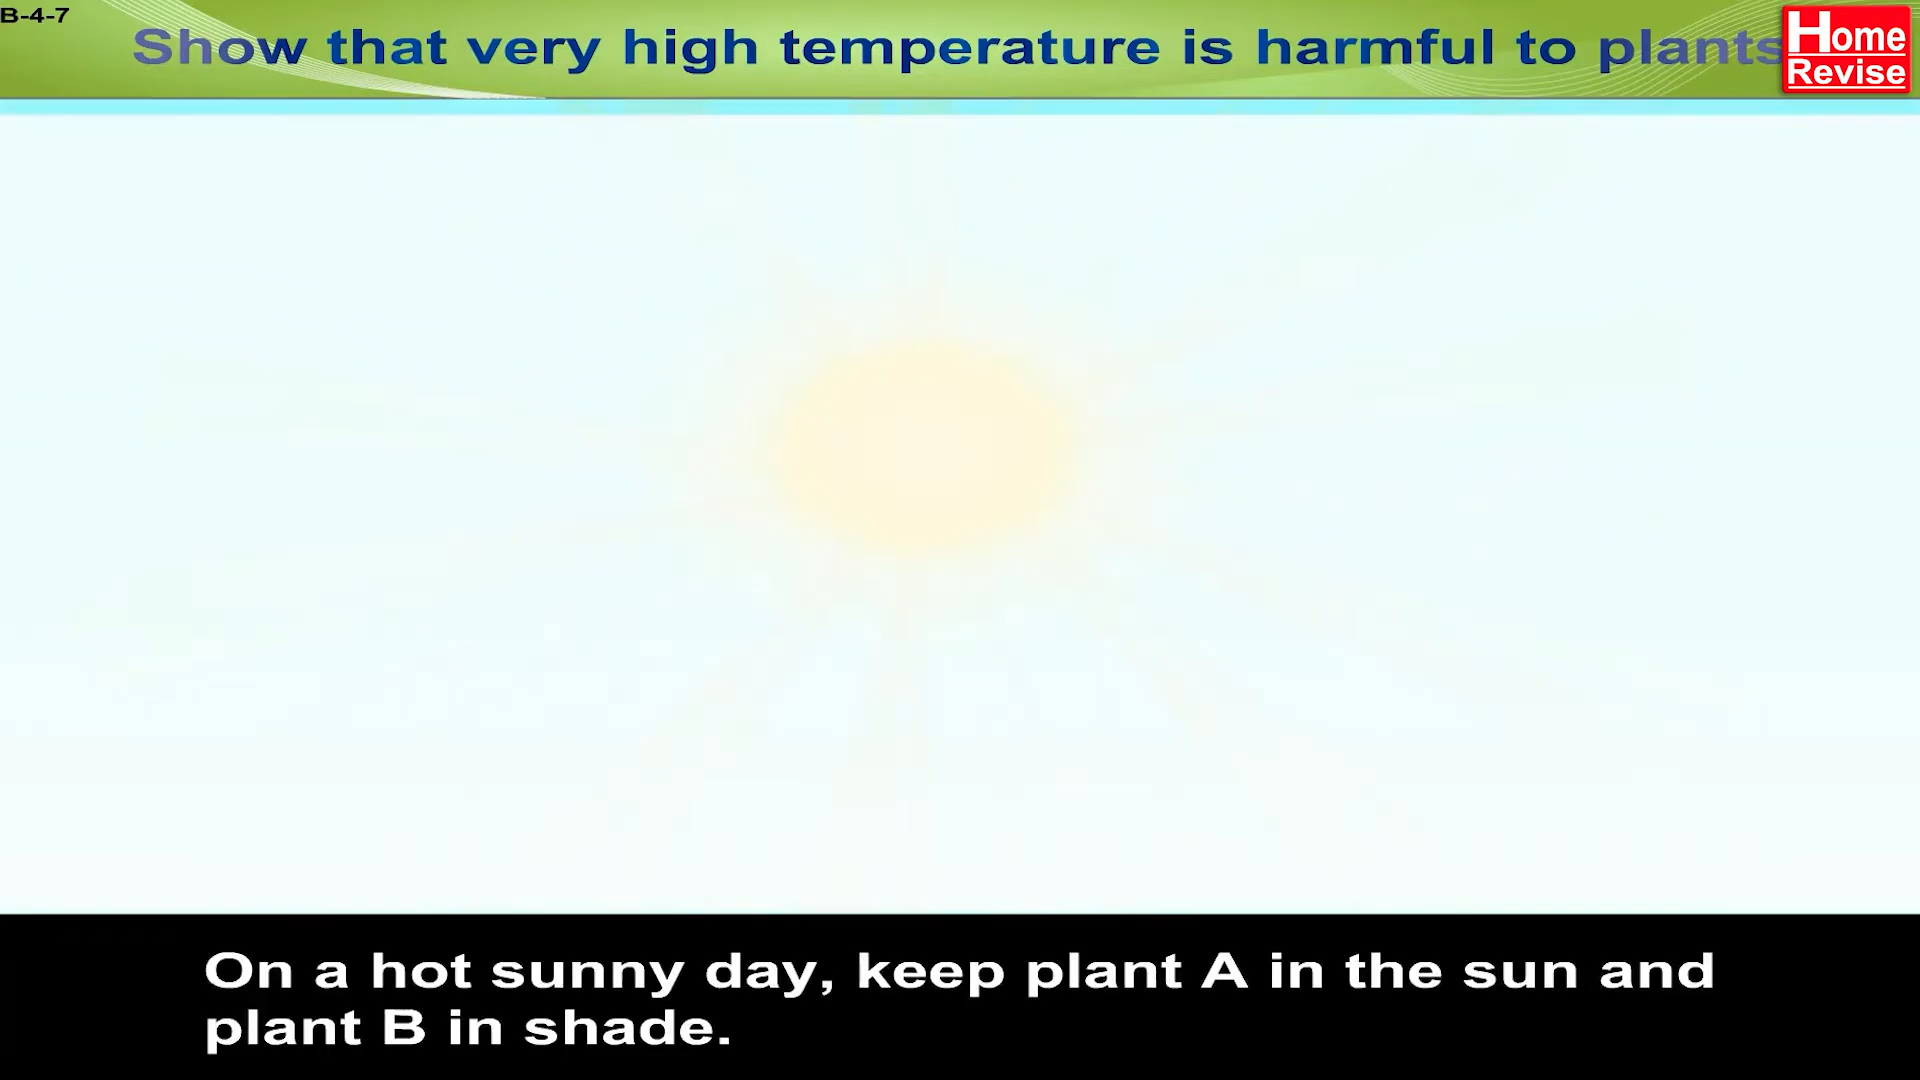 B-4-7
Show that very high temperature is harmful to plants
Home
Revise
On a hot sunny day, keep plant A in the sun and
plant B in shade.